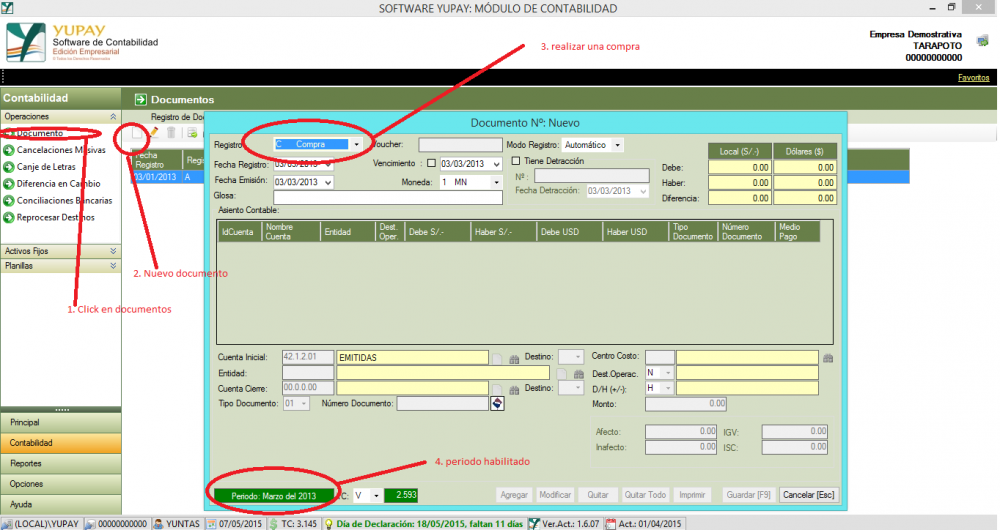 SOFTWARE YUPAY: MÓDULO DE CONTABILIDAD
YUPAY
Software de Contabilidad
Edición Empresarial
Empresa Demostrativa
TARAPOTO
00000000000
Favoritos
3. realizar una compra
Contabilidad
Documentos
Operaciones
Registro de Do
Documento
Cancelaciones Masivas
Canje de Letras
Diferencia en Cambio
Conciliaciones Bancarias
Reprocesar Destinos
Activos Fijos
Planillas
Fecha Registro
Regi
03/01/2013 A
2. Nuevo documento
1. Click en documentos
Documento Nº: Nuevo
Registro: C Compra Voucher: Modo Registro: Automático
Fecha Registro: 03/03/2013 Vencimiento : 03/03/2013 Tiene Detracción
Nº :
Fecha Emisión: 03/03/2013 Moneda: 1 MN Fecha Detracción: 03/03/2013
Glosa:
Local (S/.-) Dólares ($)
Debe: 0.00 0.00
Haber: 0.00 0.00
Diferencia: 0.00 0.00
Asiento Contable:
IdCuenta Nombre Cuenta Entidad Dest. Oper. Debe S/.- Haber S/.- Debe USD Haber USD Tipo Documento Número Documento Medio Pago
Cuenta Inicial: 42.1.2.01 EMITIDAS Destino: Centro Costo:
Entidad: Dest.Operac. N
Cuenta Cierre: 00.0.0.00 Destino: D/H (+/-): H
Tipo Documento: 01 Número Documento: Monto: 0.00
Afecto: 0.00 IGV: 0.00
Inafecto: 0.00 ISC: 0.00
4. periodo habilitado
Periodo: Marzo del 2013 TC: V 2.593
Agregar Modificar Quitar Quitar Todo Imprimir Guardar [F9] Cancelar [Esc]
Principal
Contabilidad
Reportes
Opciones
Ayuda
(LOCAL)\YUPAY 00000000000 YUNTAS 07/05/2015 TC: 3.145 Día de Declaración: 18/05/2015, faltan 11 días Ver.Act.: 1.6.07 Act.: 01/04/2015